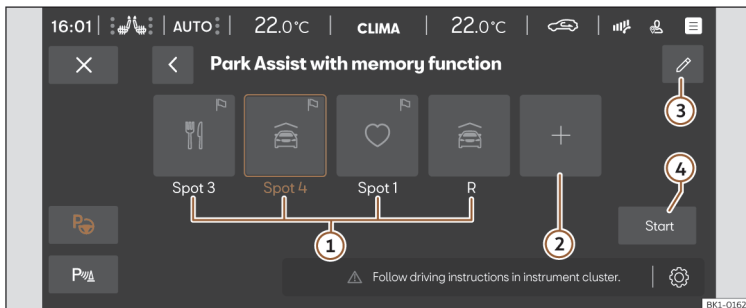 16:01 AUTO 22.0°C CLIMA 22.0°C
Park Assist with memory function
3
Spot 3 Spot 4 Spot 1 R
4
Start
1 2
P
P
Follow driving instructions in instrument cluster.
BK1-0162